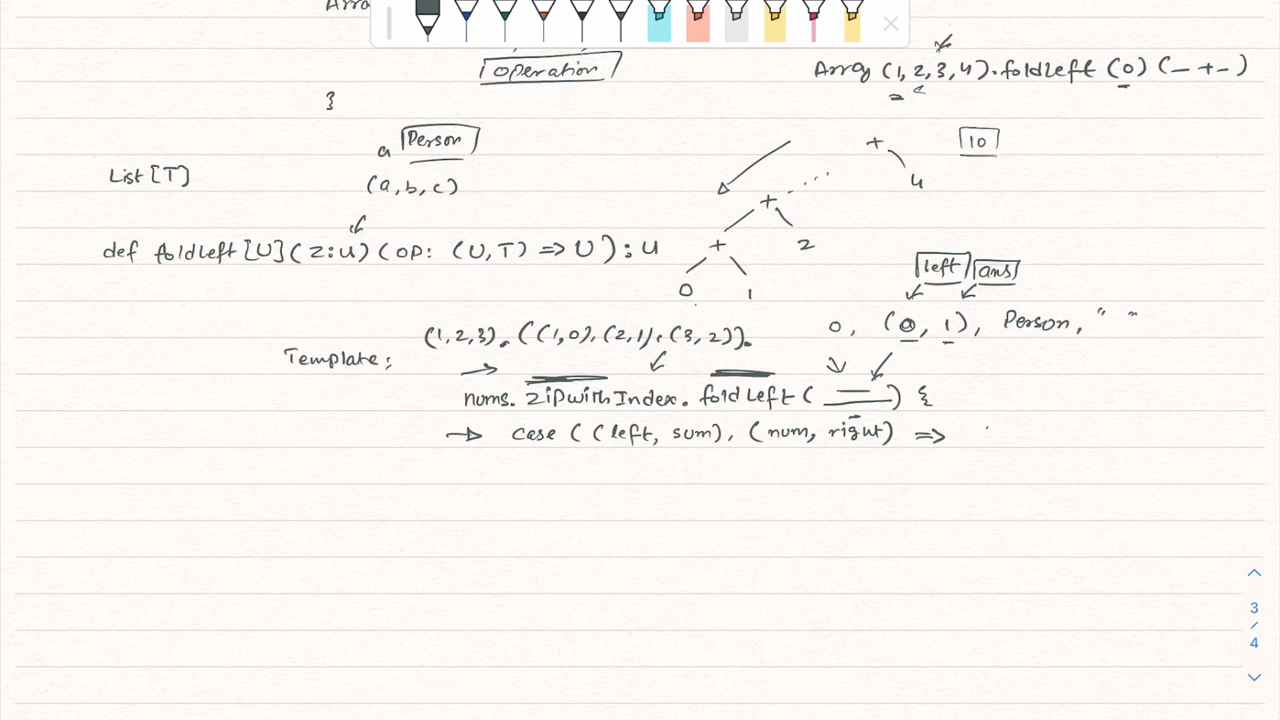 operation
Array (1,2,3,4).foldLeft (0) (_ + _)
}
a Person
+ 10
List[T]
(a,b,c)
4
+
def foldLeft[U](z:u)(op: (U,T) => U) : U
+ 2
left ans
0 1
(1,2,3). ((1,0),(2,1),(3,2)).
0, (0, 1), Person, " "
Template:
nums. zipwithIndex. foldLeft ( ) {
case ( (left, sum), (num, right) =>
3
/
4